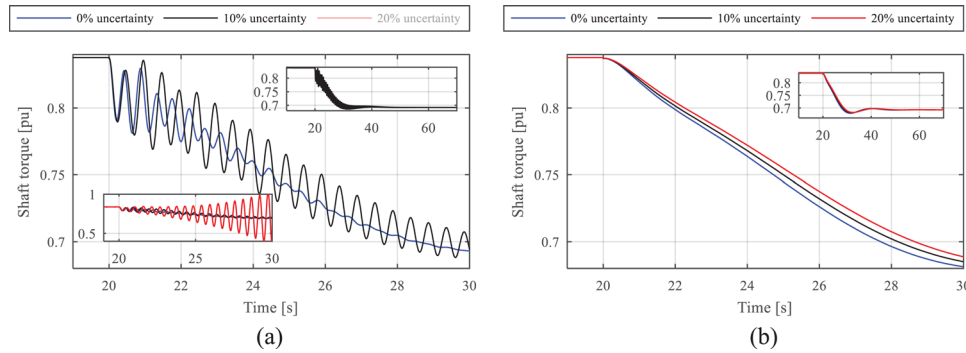 0% uncertainty 10% uncertainty 20% uncertainty
0% uncertainty 10% uncertainty 20% uncertainty
Shaft torque [pu]
0.8
0.75
0.7
0.8
0.7
20 40 60
1
0.5
20 25 30
20 22 24 26 28 30
Time [s]
(a)
Shaft torque [pu]
0.8
0.75
0.7
0.8
0.75
0.7
20 40 60
20 22 24 26 28 30
Time [s]
(b)